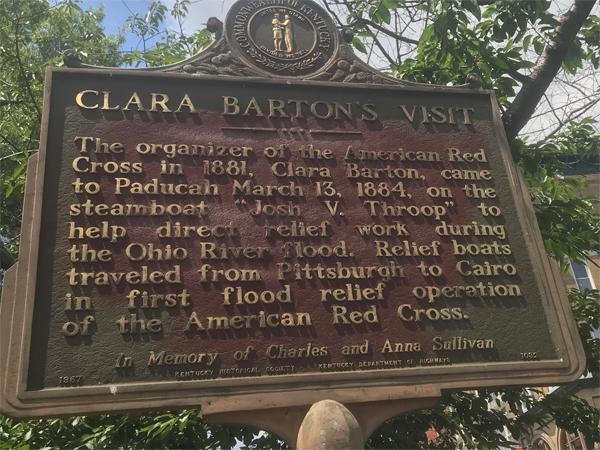 COMMONWEALTH OF KENTUCKY
CLARA BARTON'S VISIT
The organizer of the American Red
Cross in 1881, Clara Barton, came
to Paducah March 13, 1884, on the
steamboat "Josh V. Throop" to
help direct relief work during
the Ohio River flood. Relief boats
traveled from Pittsburgh to Cairo
in first flood relief operation
of the American Red Cross.
In Memory of Charles and Anna Sullivan
1967 KENTUCKY HISTORICAL SOCIETY KENTUCKY DEPARTMENT OF HIGHWAYS